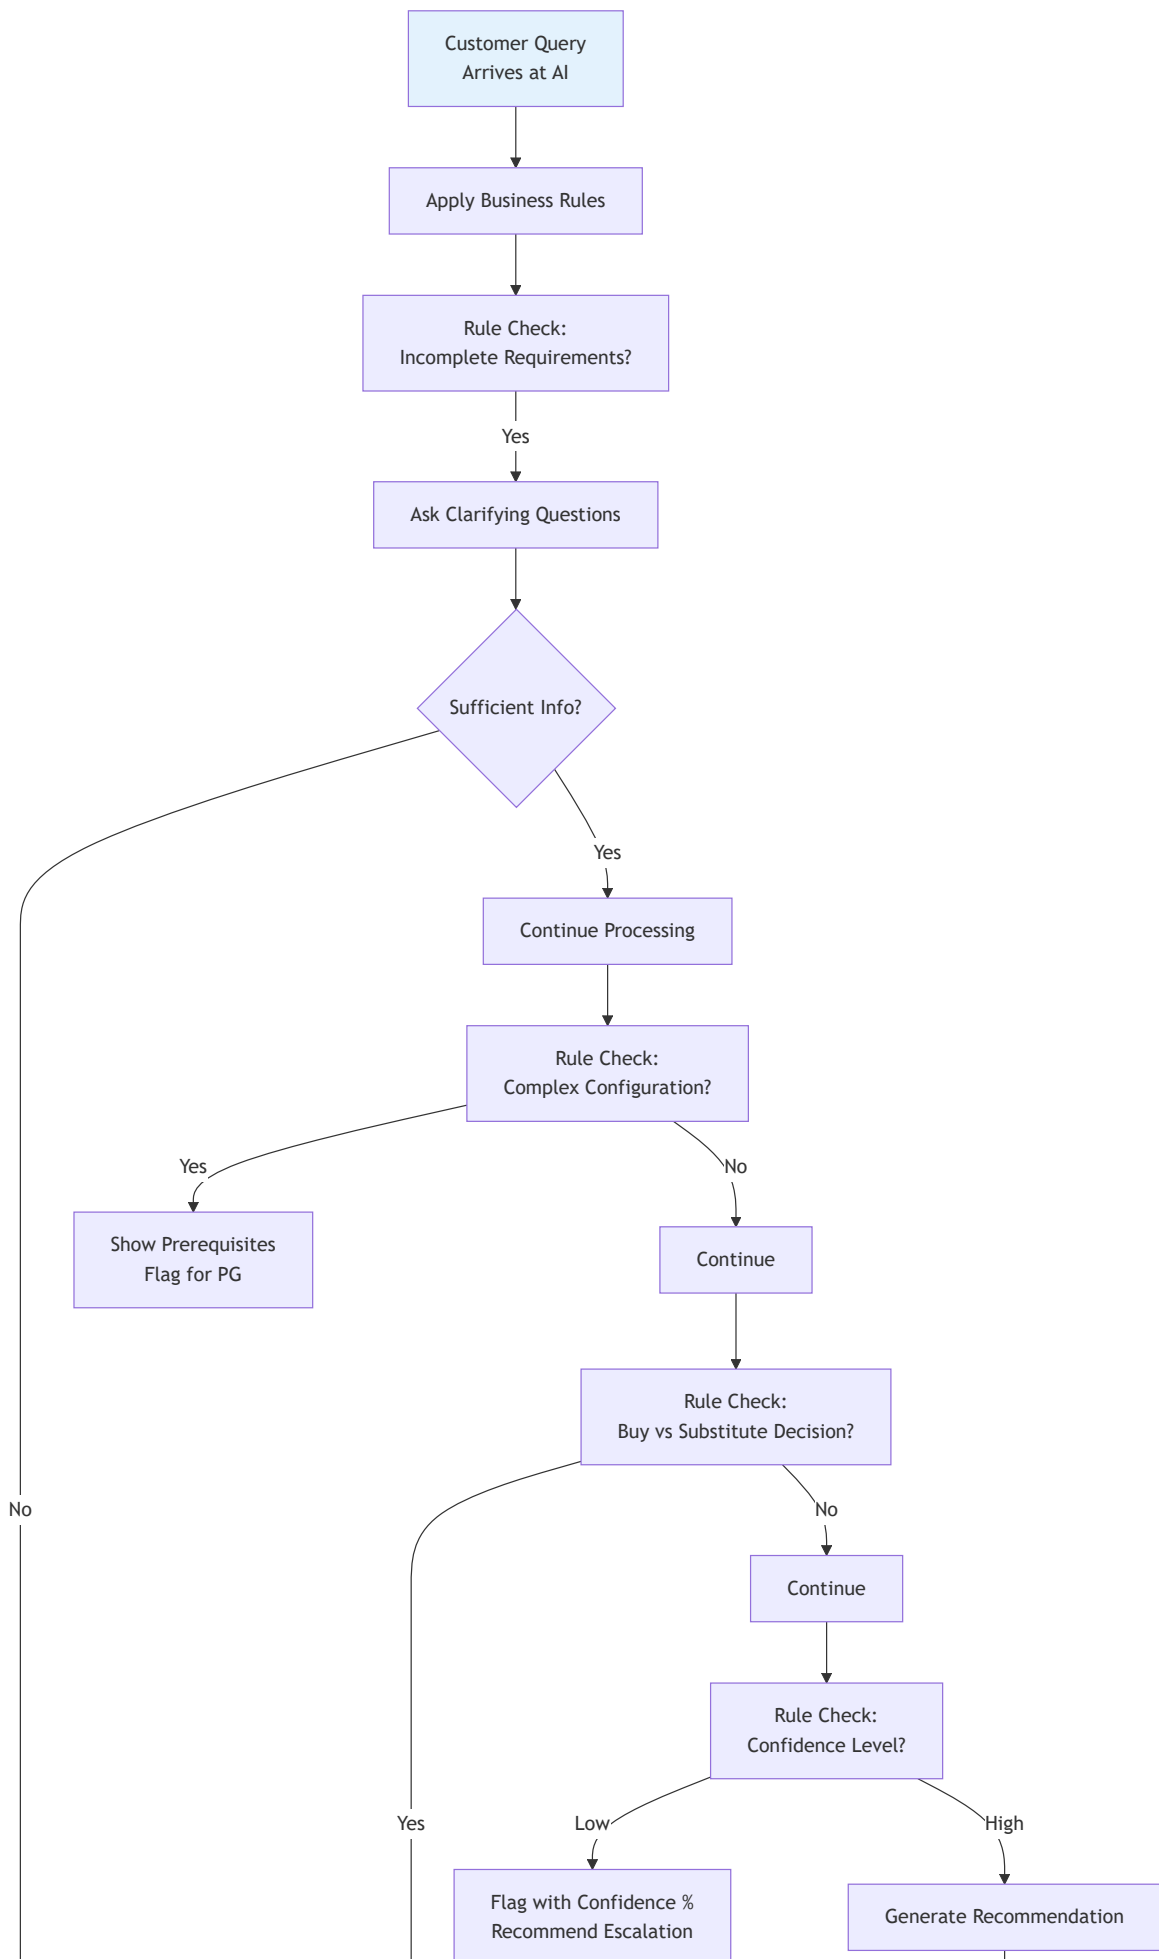 Customer Query
Arrives at AI
Apply Business Rules
Rule Check:
Incomplete Requirements?
Yes
Ask Clarifying Questions
Sufficient Info?
Yes
Continue Processing
Rule Check:
Complex Configuration?
Yes
No
Show Prerequisites
Flag for PG
Continue
Rule Check:
Buy vs Substitute Decision?
No
No
Continue
Rule Check:
Confidence Level?
Yes
Low
High
Flag with Confidence %
Recommend Escalation
Generate Recommendation